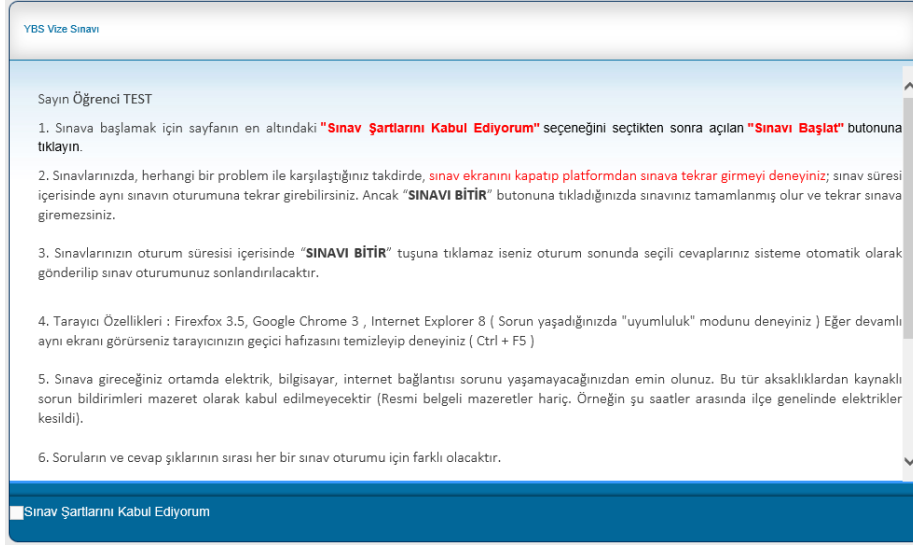 YBS Vize Sınavı
Sayın Öğrenci TEST
1. Sınava başlamak için sayfanın en altındaki "Sınav Şartlarını Kabul Ediyorum" seçeneğini seçtikten sonra açılan "Sınavı Başlat" butonuna
tıklayın.
2. Sınavlarınızda, herhangi bir problem ile karşılaştığınız takdirde, sınav ekranını kapatıp platformdan sınava tekrar girmeyi deneyiniz; sınav süresi
içerisinde aynı sınavın oturumuna tekrar girebilirsiniz. Ancak “SINAVI BİTİR” butonuna tıkladığınızda sınavınız tamamlanmış olur ve tekrar sınava
giremezsiniz.
3. Sınavlarınızın oturum süresisi içerisinde “SINAVI BİTİR” tuşuna tıklamaz iseniz oturum sonunda seçili cevaplarınız sisteme otomatik olarak
gönderilip sınav oturumunuz sonlandırılacaktır.
4. Tarayıcı Özellikleri : Firexfox 3.5, Google Chrome 3 , Internet Explorer 8 ( Sorun yaşadığınızda "uyumluluk" modunu deneyiniz ) Eğer devamlı
aynı ekranı görürseniz tarayıcınızın geçici hafızasını temizleyip deneyiniz ( Ctrl + F5 )
5. Sınava gireceğiniz ortamda elektrik, bilgisayar, internet bağlantısı sorunu yaşamayacağınızdan emin olunuz. Bu tür aksaklıklardan kaynaklı
sorun bildirimleri mazeret olarak kabul edilmeyecektir (Resmi belgeli mazeretler hariç. Örneğin şu saatler arasında ilçe genelinde elektrikler
kesildi).
6. Soruların ve cevap şıklarının sırası her bir sınav oturumu için farklı olacaktır.
Sınav Şartlarını Kabul Ediyorum